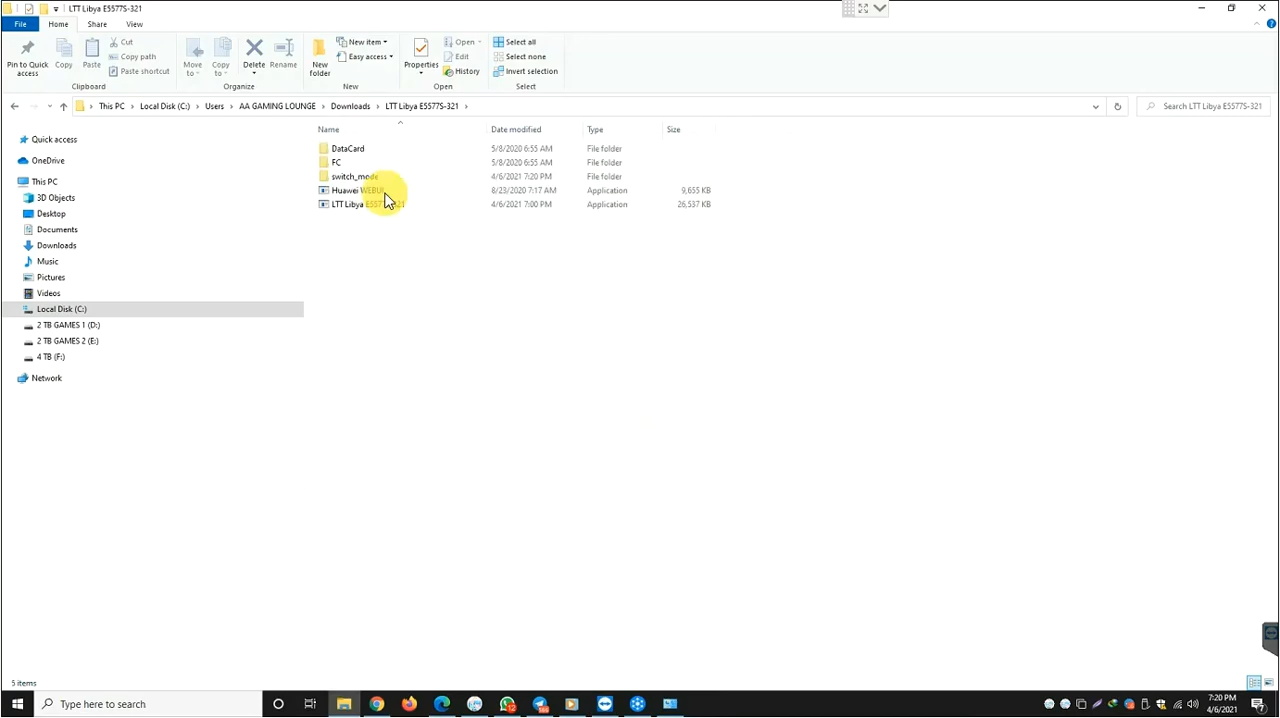 LTT Libya E5577S-321
File
Home
Share
View
Pin to Quick access
Copy
Paste
Cut
Copy path
Paste shortcut
Clipboard
Move to
Copy to
Delete
Rename
Organize
New folder
New item
Easy access
New
Properties
Open
Edit
History
Open
Select all
Select none
Invert selection
Select
This PC > Local Disk (C:) > Users > AA GAMING LOUNGE > Downloads > LTT Libya E5577S-321 >
Search LTT Libya E5577S-321
Name Date modified Type Size
Quick access
OneDrive
This PC
3D Objects
Desktop
Documents
Downloads
Music
Pictures
Videos
Local Disk (C:)
2 TB GAMES 1 (D:)
2 TB GAMES 2 (E:)
4 TB (F:)
Network
DataCard 5/8/2020 6:55 AM File folder
FC 5/8/2020 6:55 AM File folder
switch_mode 4/6/2021 7:20 PM File folder
Huawei WEBUI 8/23/2020 7:17 AM Application 9,655 KB
LTT Libya E5577S-321 4/6/2021 7:00 PM Application 26,537 KB
5 items
Type here to search
7:20 PM
4/6/2021